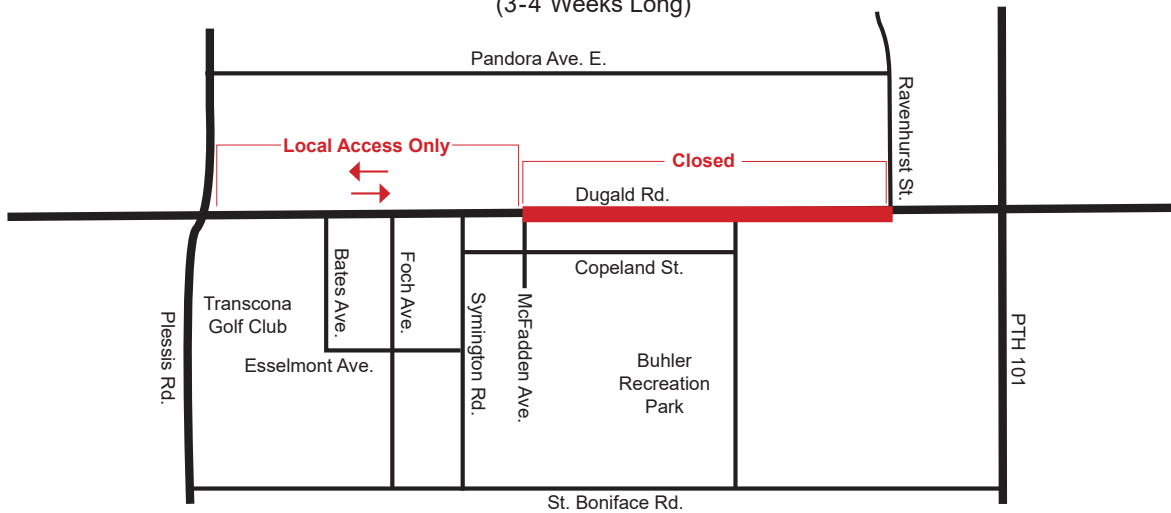 (3-4 Weeks Long)
Pandora Ave. E.
Ravenhurst St.
Local Access Only
Closed
Dugald Rd.
Bates Ave.
Foch Ave.
Copeland St.
Symington Rd.
McFadden Ave.
Transcona
Golf Club
Plessis Rd.
PTH 101
Esselmont Ave.
Buhler
Recreation
Park
St. Boniface Rd.